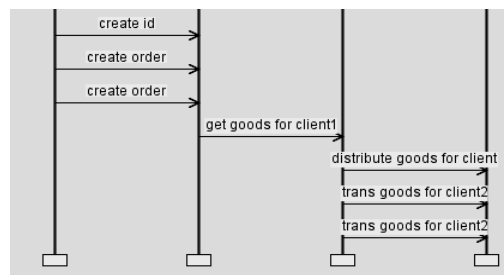 create id
create order
create order
get goods for client1
distribute goods for client
trans goods for client2
trans goods for client2